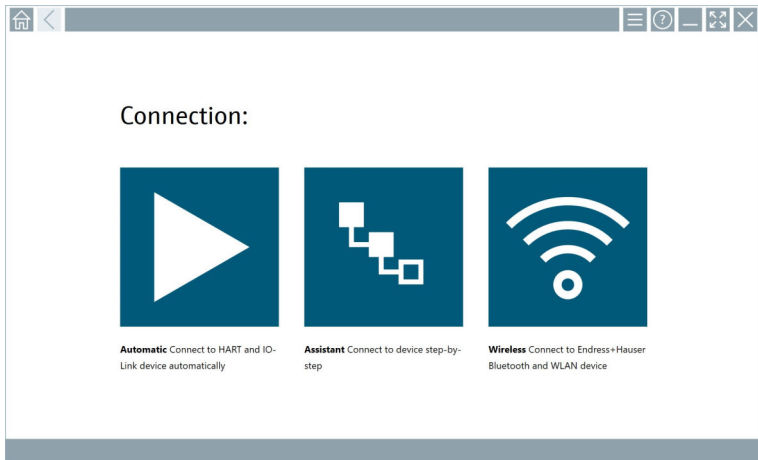 Connection:
Automatic Connect to HART and IO-
Link device automatically
Assistant Connect to device step-by-
step
Wireless Connect to Endress+Hauser
Bluetooth and WLAN device